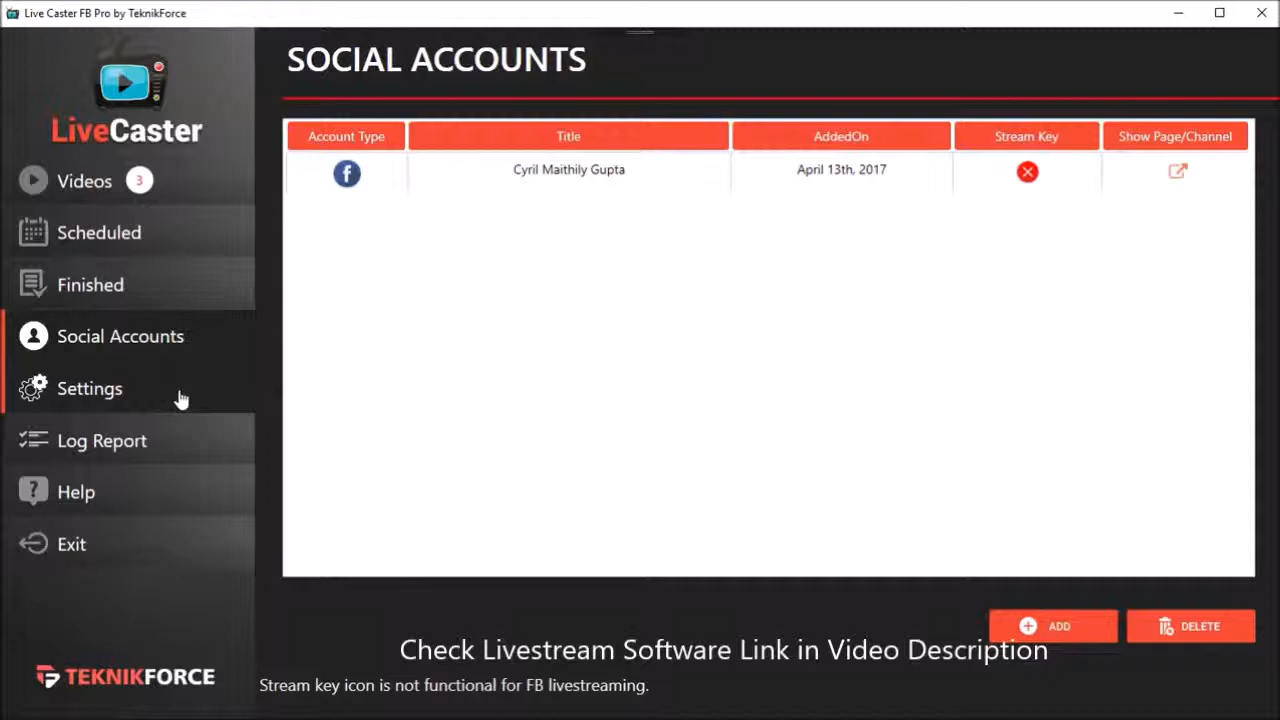 Live Caster FB Pro by TeknikForce
LiveCaster
Videos 3
Scheduled
Finished
Social Accounts
Settings
Log Report
Help
Exit
TEKNIKFORCE
SOCIAL ACCOUNTS
Account Type Title AddedOn Stream Key Show Page/Channel
f Cyril Maithily Gupta April 13th, 2017
ADD DELETE
Check Livestream Software Link in Video Description
Stream key icon is not functional for FB livestreaming.